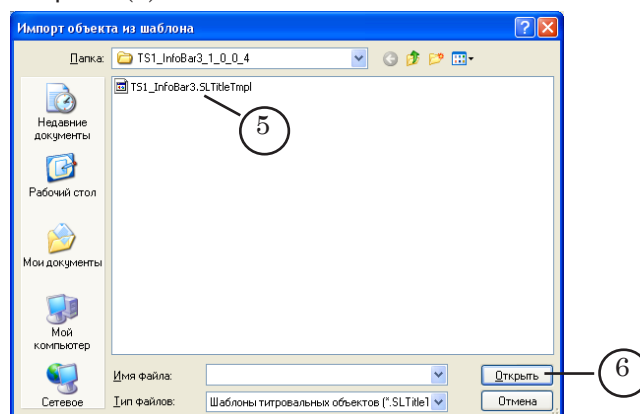 Импорт объекта из шаблона
Папка: TS1_InfoBar3_1_0_0_4
TS1_InfoBar3.SLTitleTmpl
5
Недавние
документы
Рабочий стол
Мои документы
Мой
компьютер
Сетевое
Имя файла:
Открыть
6
Тип файлов: Шаблоны титровальных объектов (*.SLTitleT
Отмена